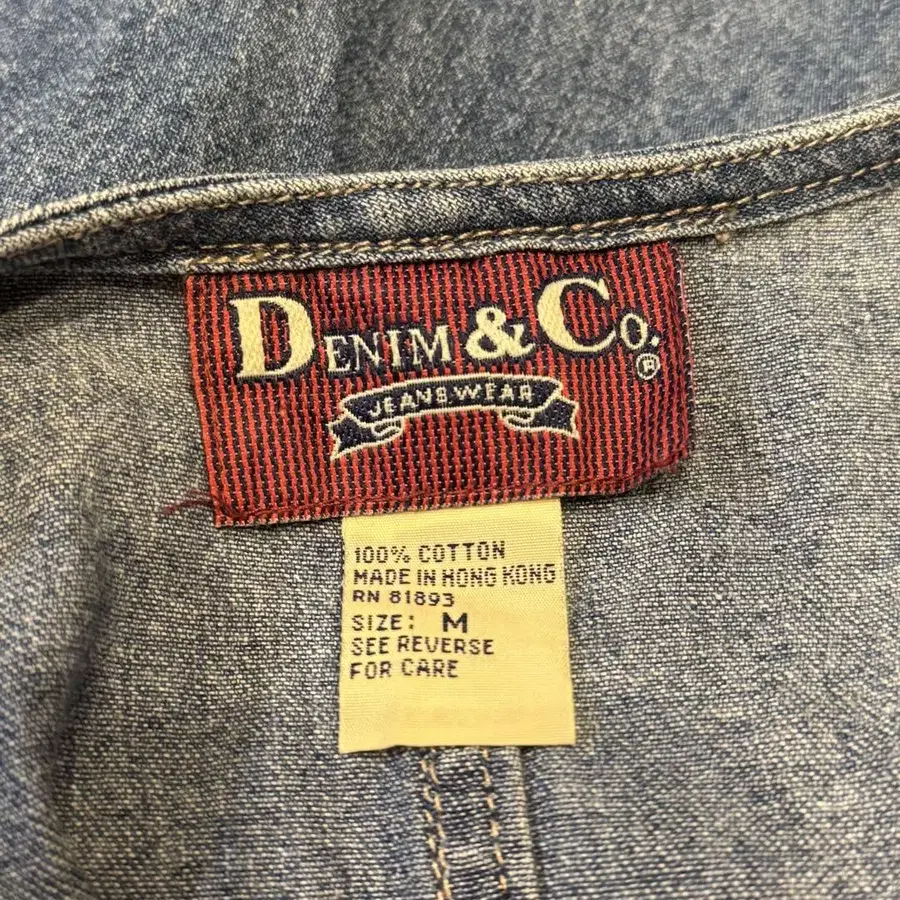 DENIM & CO.®
JEANSWEAR
100% COTTON
MADE IN HONG KONG
RN 81893
SIZE: M
SEE REVERSE
FOR CARE